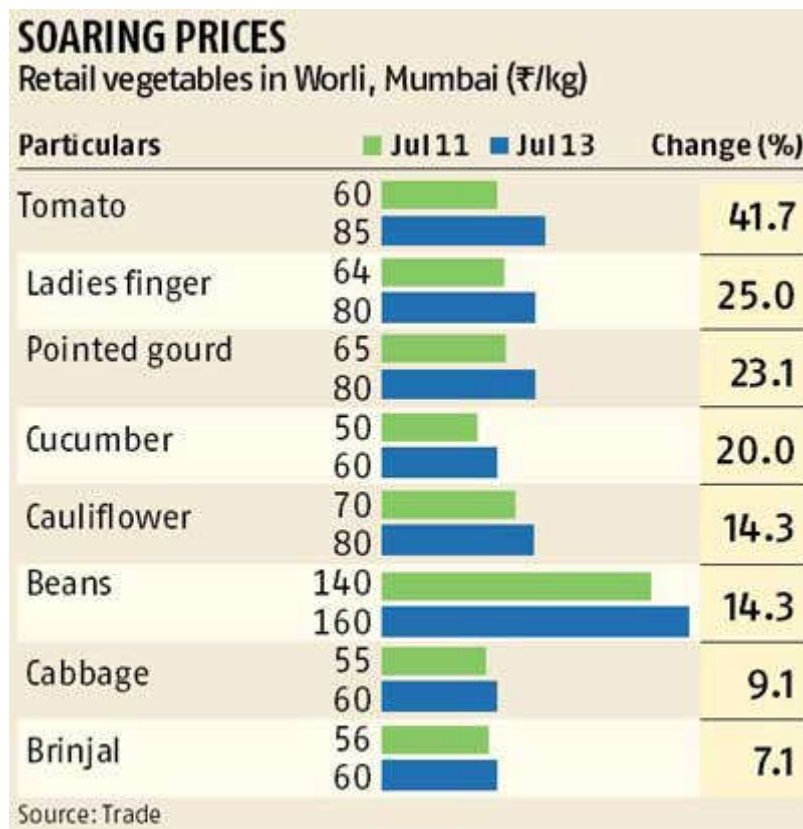 SOARING PRICES
Retail vegetables in Worli, Mumbai (₹/kg)
Particulars Jul 11 Jul 13 Change (%)
Tomato 60 85 41.7
Ladies finger 64 80 25.0
Pointed gourd 65 80 23.1
Cucumber 50 60 20.0
Cauliflower 70 80 14.3
Beans 140 160 14.3
Cabbage 55 60 9.1
Brinjal 56 60 7.1
Source: Trade